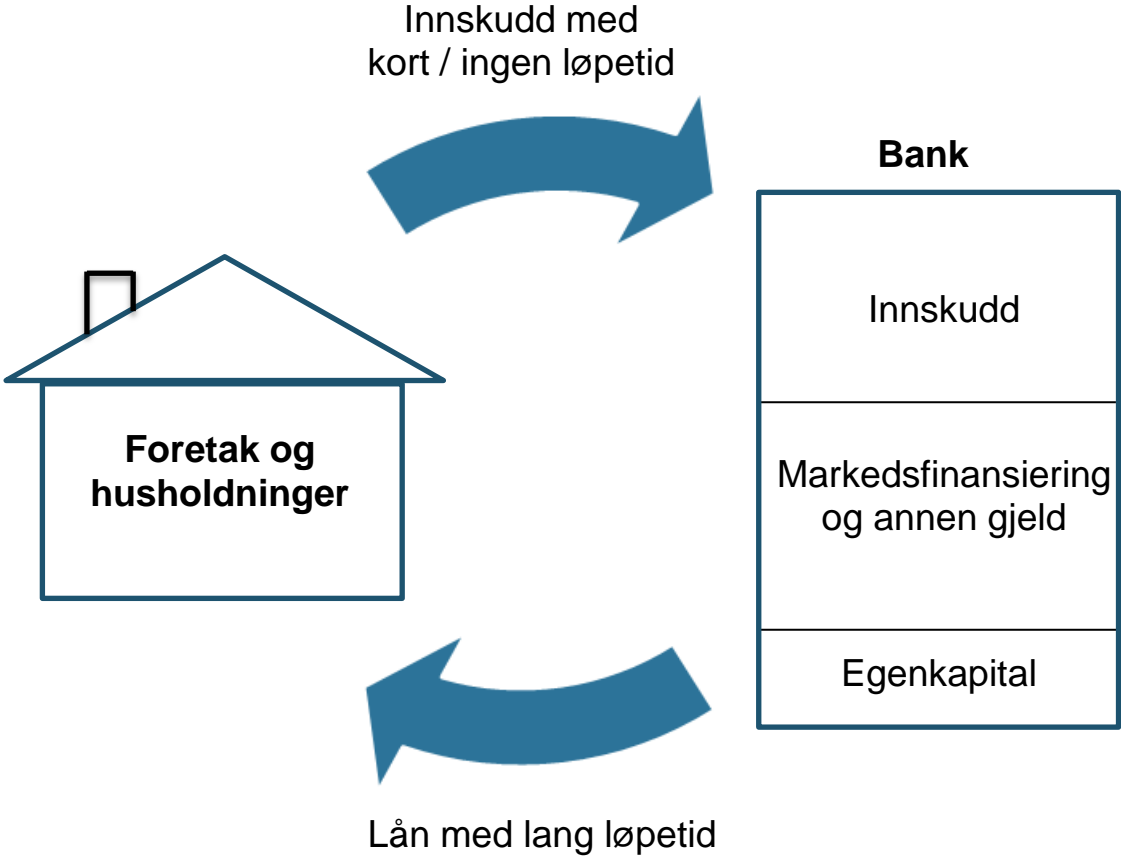 Innskudd med
kort / ingen løpetid
Bank
Innskudd
Foretak og
husholdninger
Markedsfinansiering
og annen gjeld
Egenkapital
Lån med lang løpetid